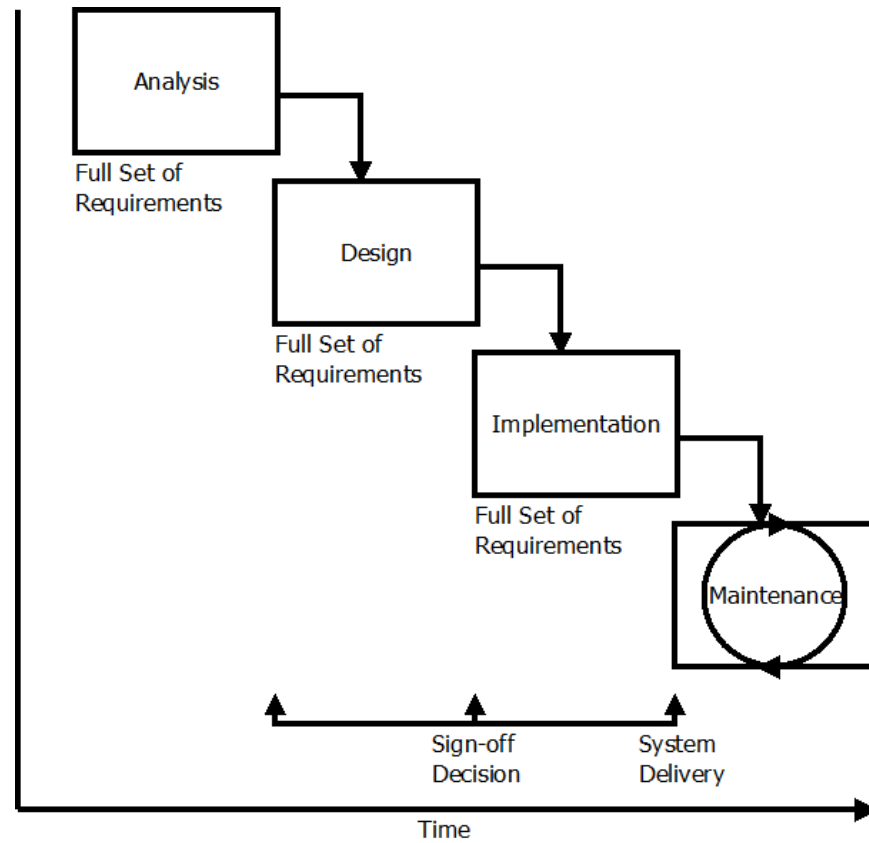 Analysis
Full Set of
Requirements
Design
Full Set of
Requirements
Implementation
Full Set of
Requirements
Maintenance
Sign-off
Decision
System
Delivery
Time